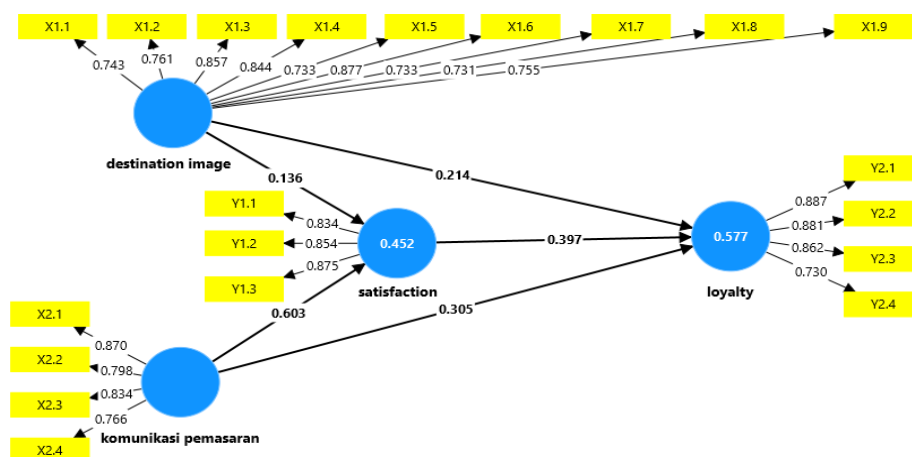 X1.1 X1.2 X1.3 X1.4 X1.5 X1.6 X1.7 X1.8 X1.9
0.743 0.761 0.857 0.844 0.733 0.877 0.733 0.731 0.755
destination image
0.136
0.214
Y1.1
Y1.2
Y1.3
0.834
0.854
0.875
0.452
satisfaction
0.397
0.603
0.305
0.577
loyalty
0.887
0.881
0.862
0.730
Y2.1
Y2.2
Y2.3
Y2.4
X2.1
X2.2
X2.3
X2.4
0.870
0.798
0.834
0.766
komunikasi pemasaran